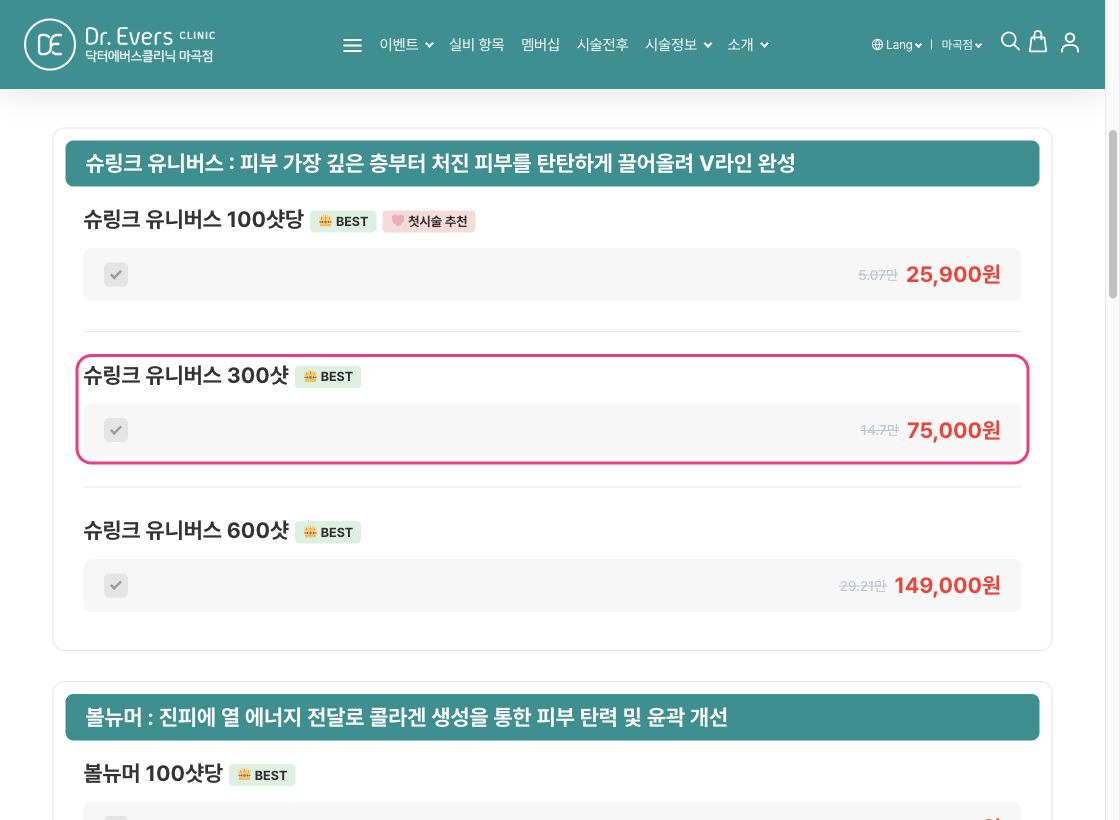 DE Dr. Evers CLINIC
닥터에버스클리닉 마곡점
이벤트 실비 항목 멤버십 시술전후 시술정보 소개 Lang | 마곡점
슈링크 유니버스 : 피부 가장 깊은 층부터 처진 피부를 탄탄하게 끌어올려 V라인 완성
슈링크 유니버스 100샷당 BEST 첫시술 추천
5.07만 25,900원
슈링크 유니버스 300샷 BEST
14.7만 75,000원
슈링크 유니버스 600샷 BEST
29.21만 149,000원
볼뉴머 : 진피에 열 에너지 전달로 콜라겐 생성을 통한 피부 탄력 및 윤곽 개선
볼뉴머 100샷당 BEST